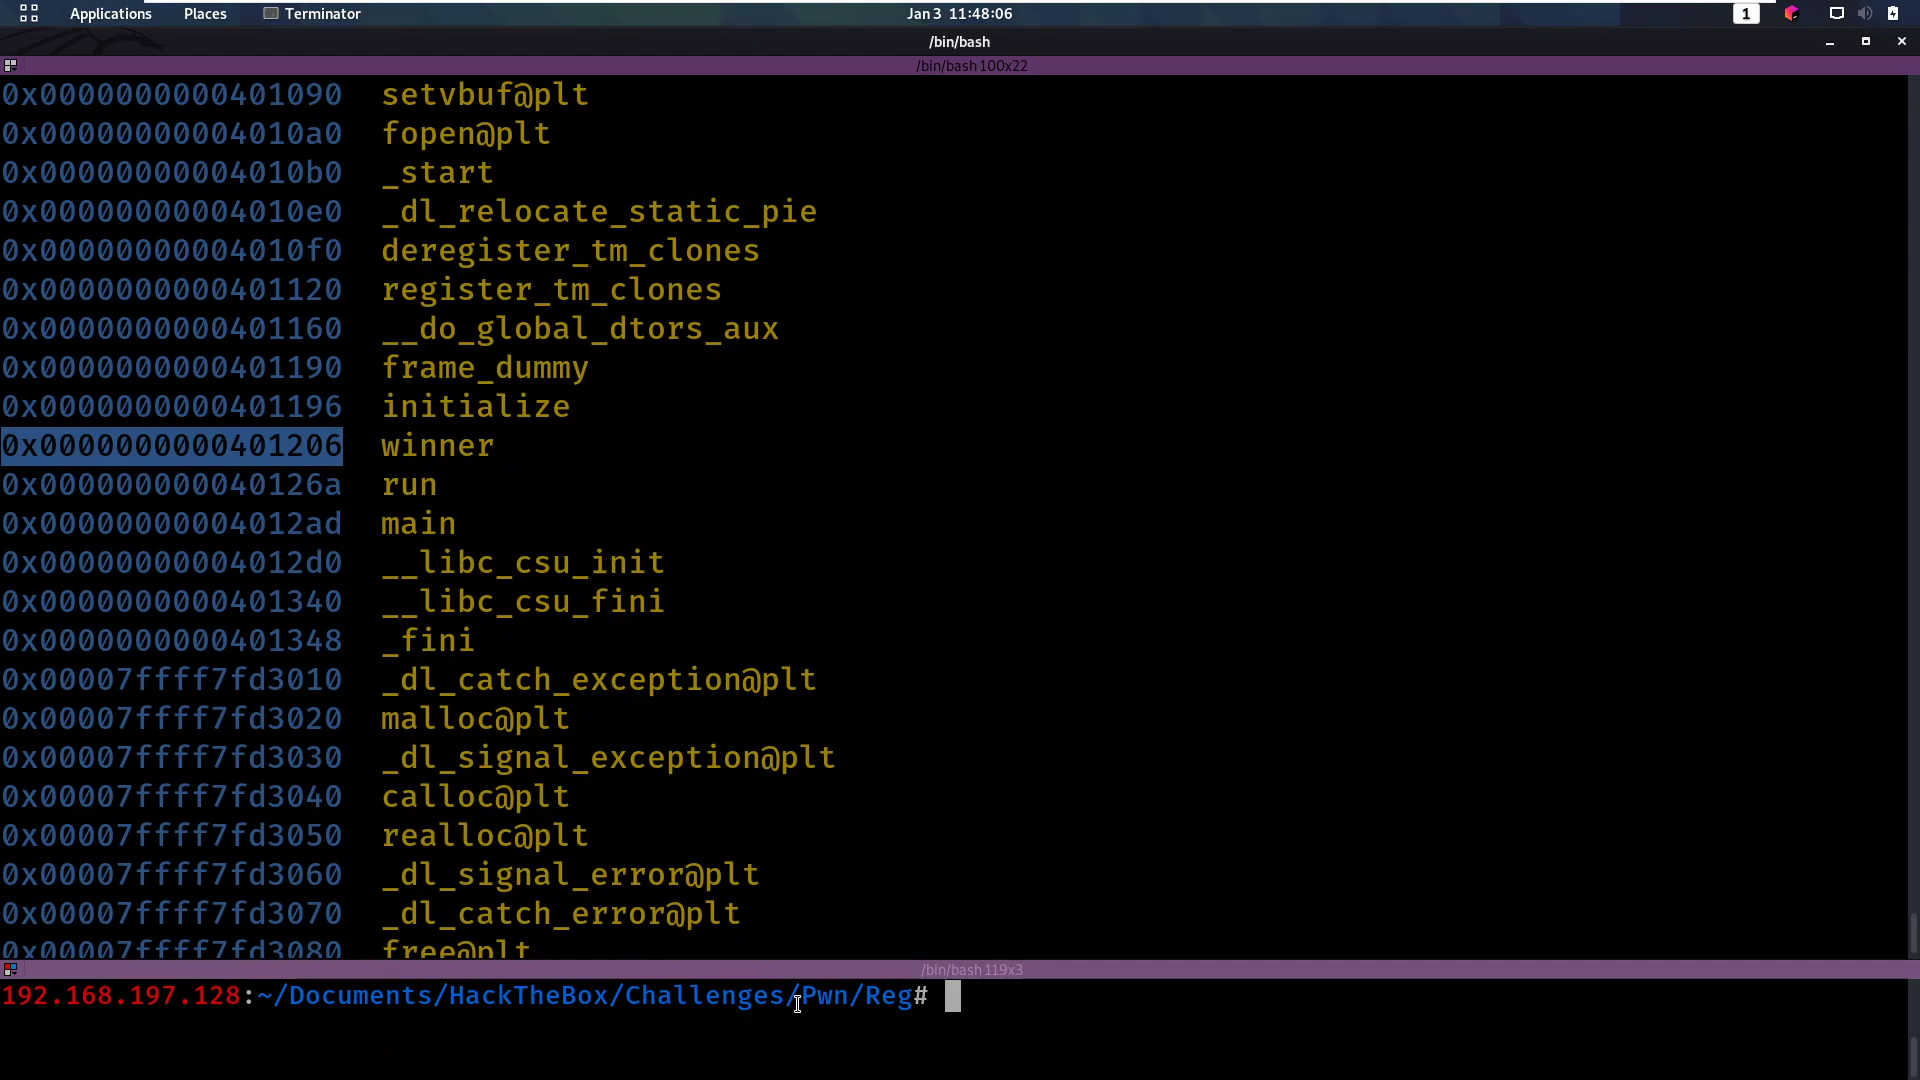 Applications Places Terminator Jan 3 11:48:06 1
/bin/bash
/bin/bash 100x22
0x0000000000401090 setvbuf@plt
0x00000000004010a0 fopen@plt
0x00000000004010b0 _start
0x00000000004010e0 _dl_relocate_static_pie
0x00000000004010f0 deregister_tm_clones
0x0000000000401120 register_tm_clones
0x0000000000401160 __do_global_dtors_aux
0x0000000000401190 frame_dummy
0x0000000000401196 initialize
0x0000000000401206 winner
0x000000000040126a run
0x00000000004012ad main
0x00000000004012d0 __libc_csu_init
0x0000000000401340 __libc_csu_fini
0x0000000000401348 _fini
0x00007ffff7fd3010 _dl_catch_exception@plt
0x00007ffff7fd3020 malloc@plt
0x00007ffff7fd3030 _dl_signal_exception@plt
0x00007ffff7fd3040 calloc@plt
0x00007ffff7fd3050 realloc@plt
0x00007ffff7fd3060 _dl_signal_error@plt
0x00007ffff7fd3070 _dl_catch_error@plt
0x00007ffff7fd3080 free@plt
/bin/bash 119x3
192.168.197.128:~/Documents/HackTheBox/Challenges/Pwn/Reg#